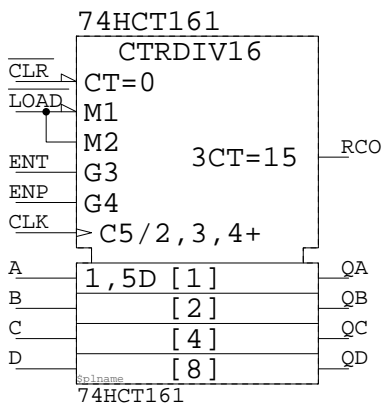 74HCT161
CTRDIV16
CLR
CT=0
LOAD
M1
M2
3CT=15
RCO
ENT
G3
ENP
G4
CLK
C5/2,3,4+
A
1,5D [1]
QA
B
[2]
QB
C
[4]
QC
D
[8]
QD
$plname
74HCT161